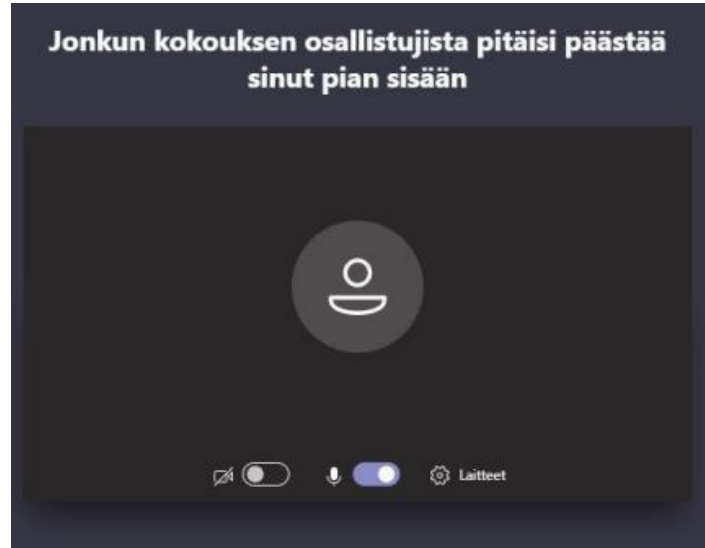 Jonkun kokouksen osallistujista pitäisi päästää
sinut pian sisään
Laitteet